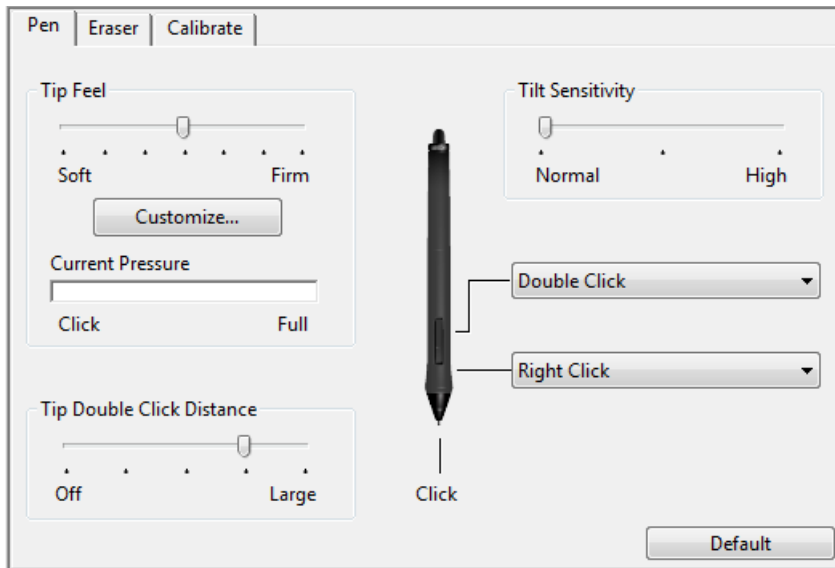 Pen Eraser Calibrate
Tip Feel
Soft Firm
Customize...
Current Pressure
Click Full
Tip Double Click Distance
Off Large
Click
Tilt Sensitivity
Normal High
Double Click
Right Click
Default